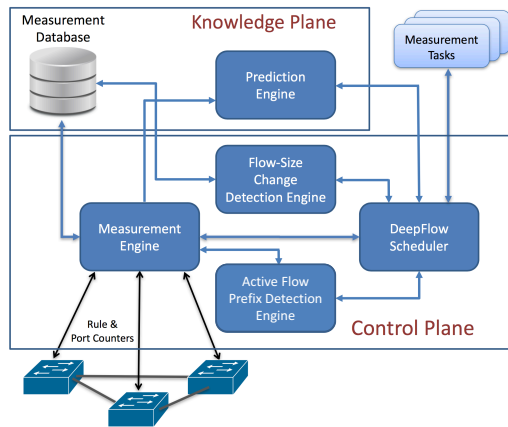 Measurement
Database
Knowledge Plane
Measurement
Tasks
Prediction
Engine
Flow-Size
Change
Detection Engine
Measurement
Engine
DeepFlow
Scheduler
Active Flow
Prefix Detection
Engine
Rule &
Port Counters
Control Plane